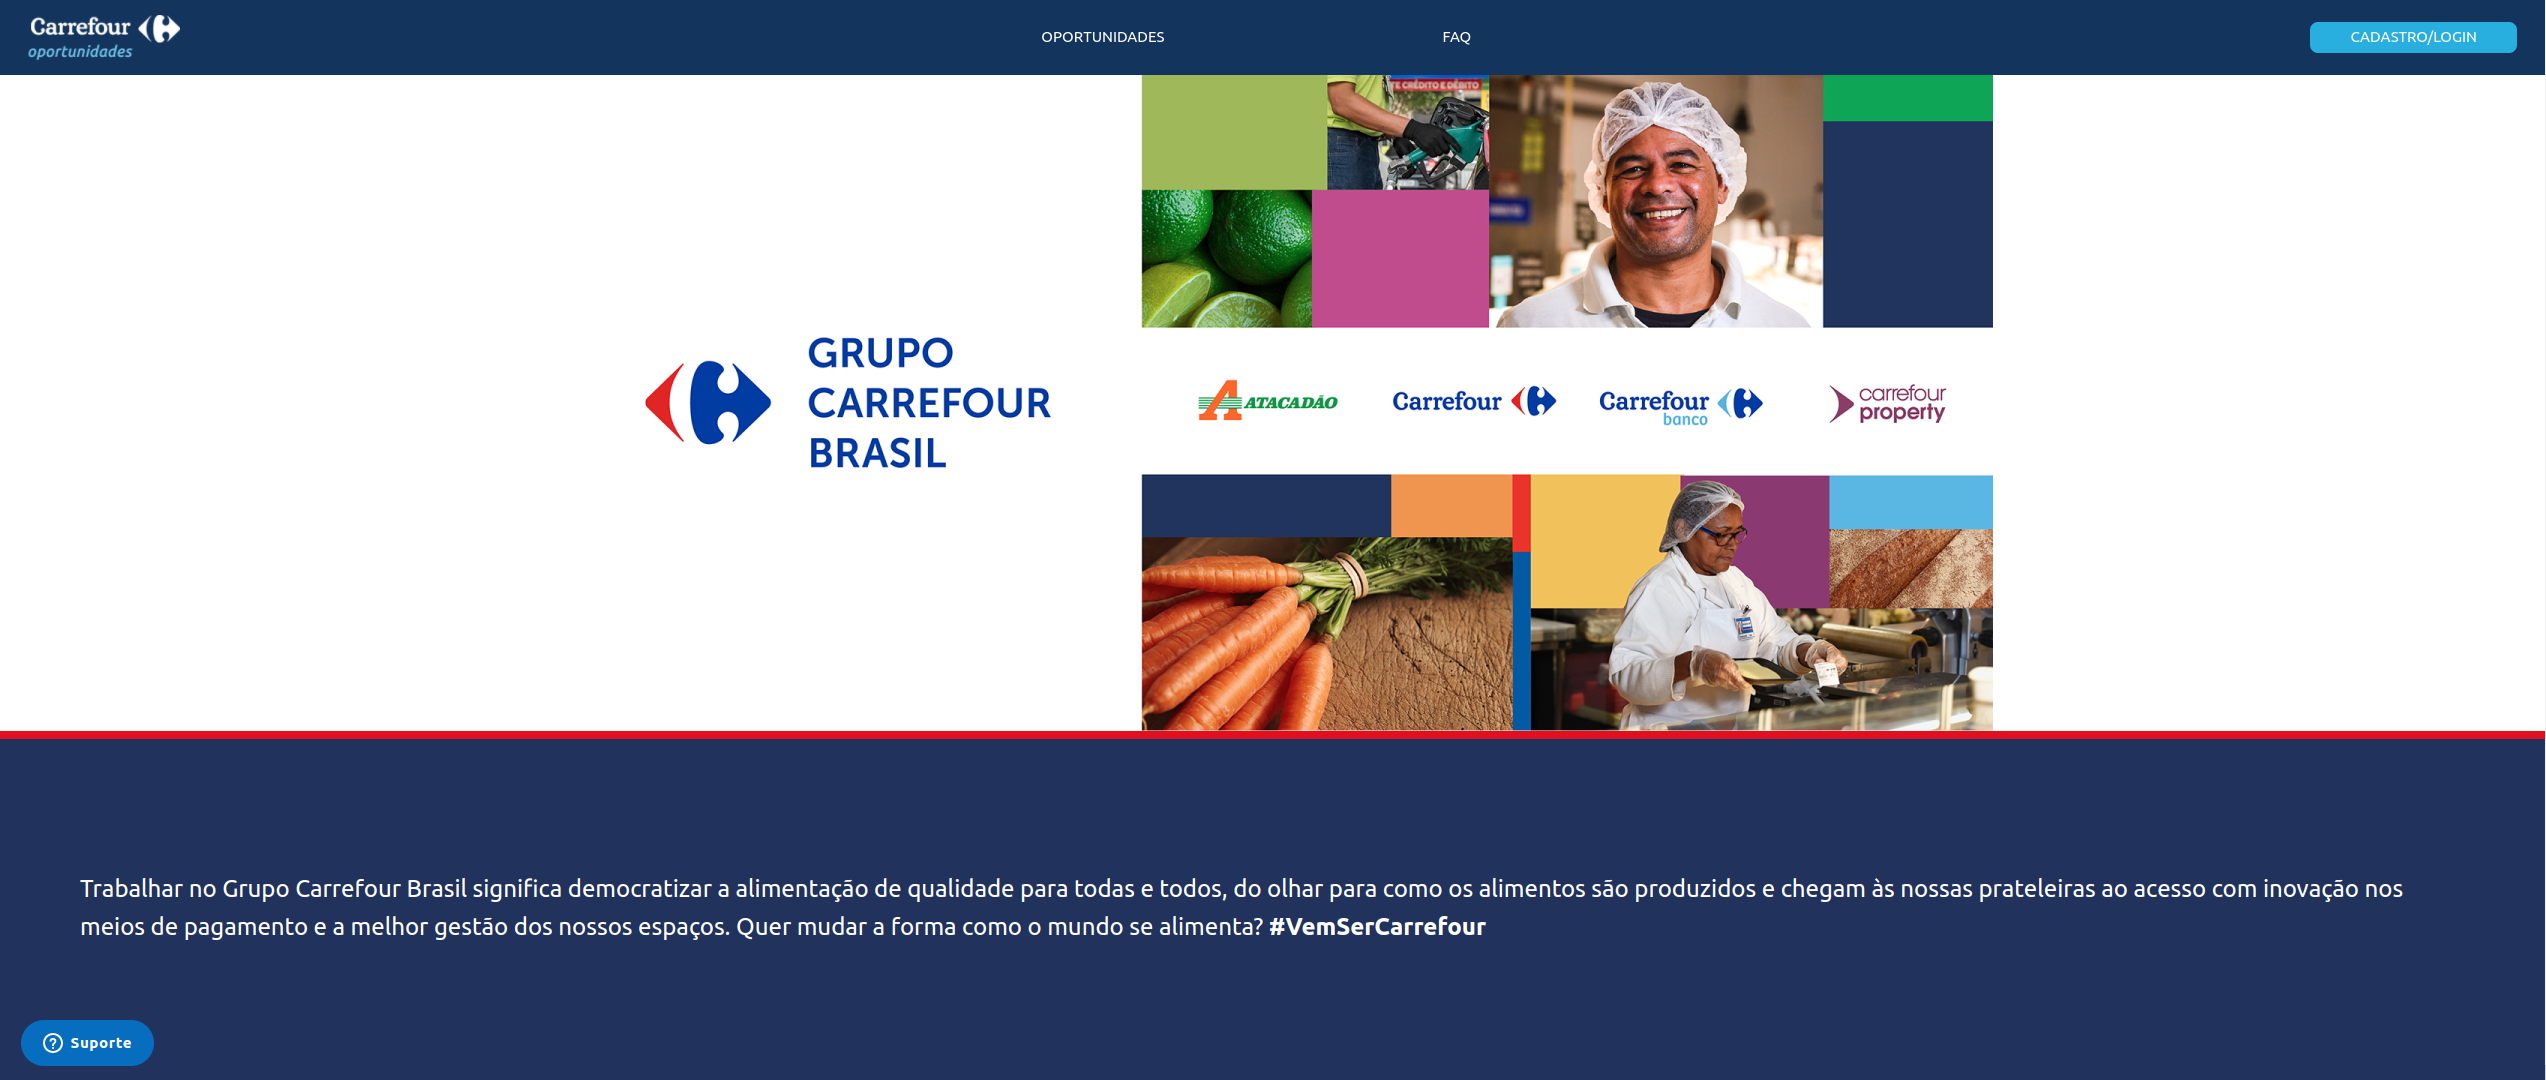 Carrefour
oportunidades
OPORTUNIDADES
FAQ
CADASTRO/LOGIN
TE CRÉDITO E DÉBITO
GRUPO
CARREFOUR
BRASIL
ATACADÃO
Carrefour
Carrefour
banco
carrefour
property
Trabalhar no Grupo Carrefour Brasil significa democratizar a alimentação de qualidade para todas e todos, do olhar para como os alimentos são produzidos e chegam às nossas prateleiras ao acesso com inovação nos
meios de pagamento e a melhor gestão dos nossos espaços. Quer mudar a forma como o mundo se alimenta? #VemSerCarrefour
Suporte